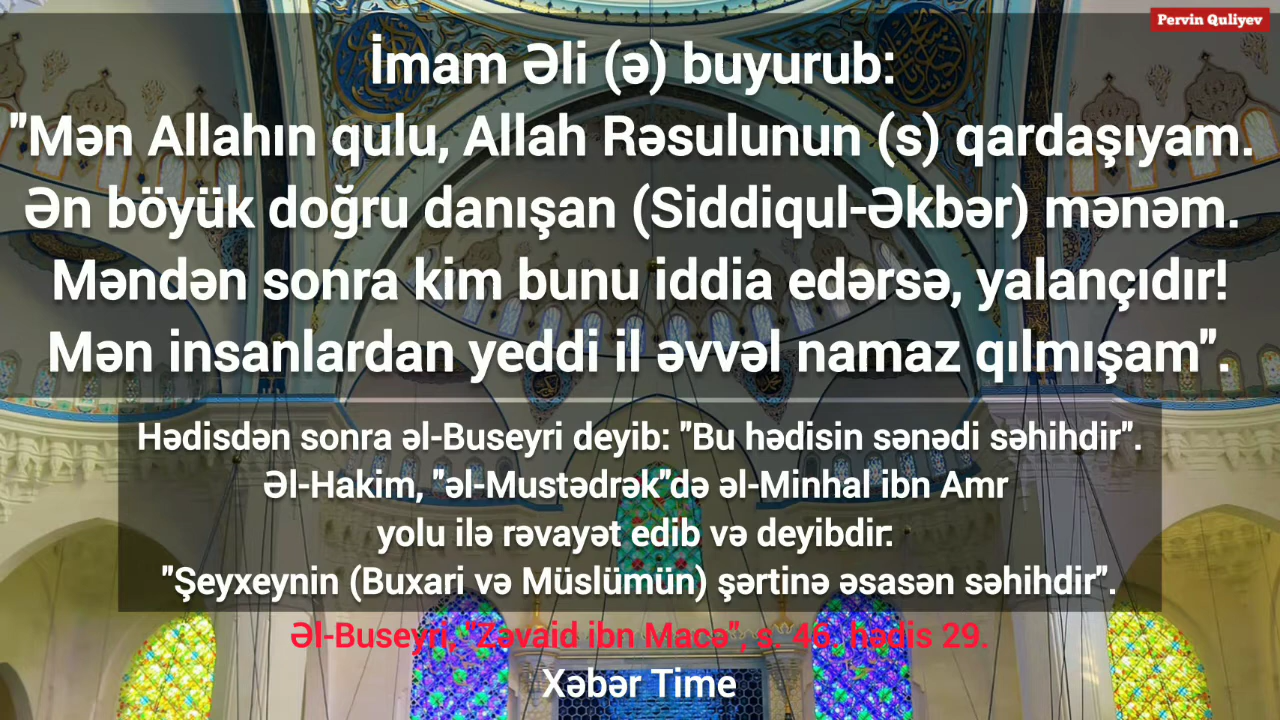 Pervin Quliyev
İmam Əli (ə) buyurub:
"Mən Allahın qulu, Allah Rəsulunun (s) qardaşıyam.
Ən böyük doğru danışan (Siddiqul-Əkbər) mənəm.
Məndən sonra kim bunu iddia edərsə, yalançıdır!
Mən insanlardan yeddi il əvvəl namaz qılmışam".
Hədisdən sonra əl-Buseyri deyib: "Bu hədisin sənədi səhihdir".
Əl-Hakim, "əl-Mustədrək"də əl-Minhal ibn Amr
yolu ilə rəvayət edib və deyibdir:
"Şeyxeynin (Buxari və Müslümün) şərtinə əsasən səhihdir".
Əl-Buseyri, "Zəvaid ibn Macə", s. 46. hədis 29.
Xəbər Time